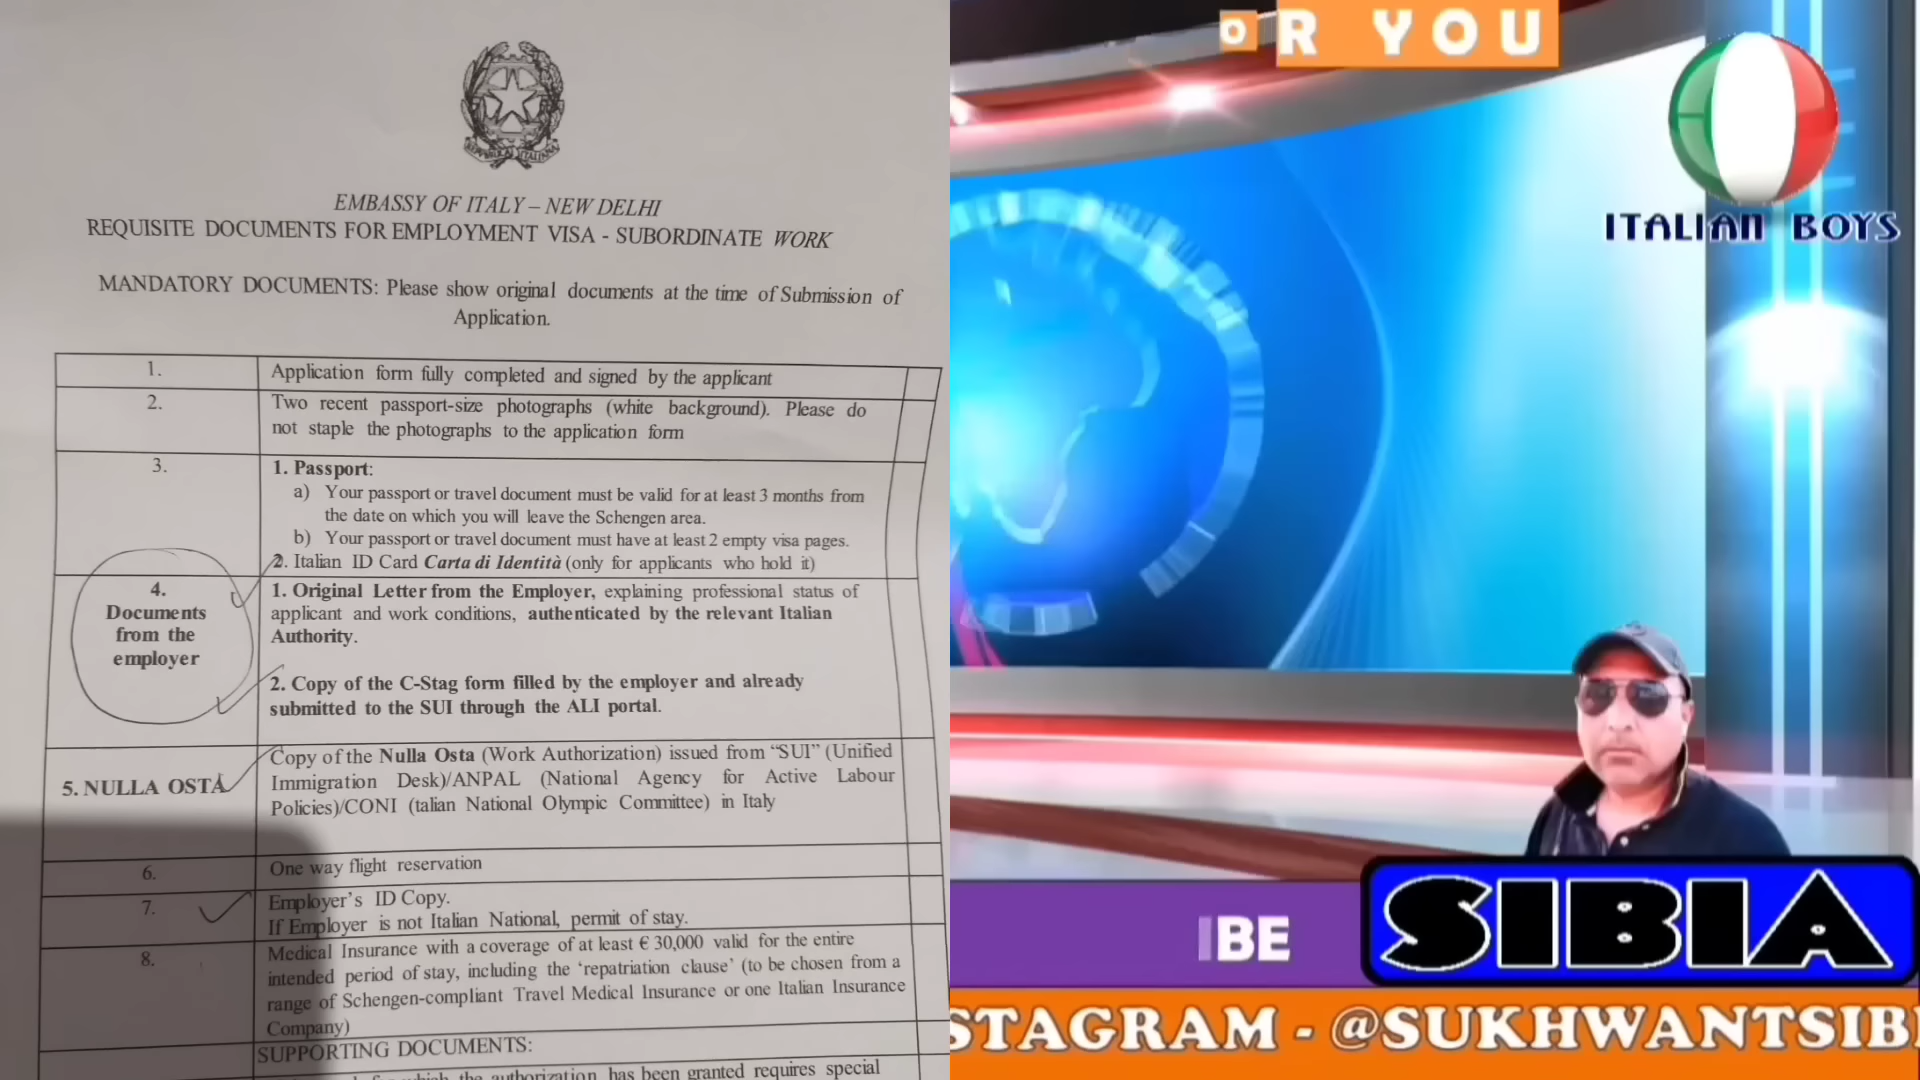 REPUBBLICA ITALIANA
EMBASSY OF ITALY – NEW DELHI
REQUISITE DOCUMENTS FOR EMPLOYMENT VISA - SUBORDINATE WORK
MANDATORY DOCUMENTS: Please show original documents at the time of Submission of
Application.
1.
Application form fully completed and signed by the applicant
2.
Two recent passport-size photographs (white background). Please do
not staple the photographs to the application form
3.
1. Passport:
a) Your passport or travel document must be valid for at least 3 months from
the date on which you will leave the Schengen area.
b) Your passport or travel document must have at least 2 empty visa pages.
2. Italian ID Card Carta di Identità (only for applicants who hold it)
4.
Documents
from the
employer
1. Original Letter from the Employer, explaining professional status of
applicant and work conditions, authenticated by the relevant Italian
Authority.
2. Copy of the C-Stag form filled by the employer and already
submitted to the SUI through the ALI portal.
5. NULLA OSTA
Copy of the Nulla Osta (Work Authorization) issued from “SUI” (Unified
Immigration Desk)/ANPAL (National Agency for Active Labour
Policies)/CONI (talian National Olympic Committee) in Italy
6.
One way flight reservation
7.
Employer’s ID Copy.
If Employer is not Italian National, permit of stay.
8.
Medical Insurance with a coverage of at least € 30,000 valid for the entire
intended period of stay, including the ‘repatriation clause’ (to be chosen from a
range of Schengen-compliant Travel Medical Insurance or one Italian Insurance
Company)
SUPPORTING DOCUMENTS:
which the authorization has been granted requires special
OR YOU
ITALIAN BOYS
BE
SIBIA
STAGRAM - @SUKHWANTSIB